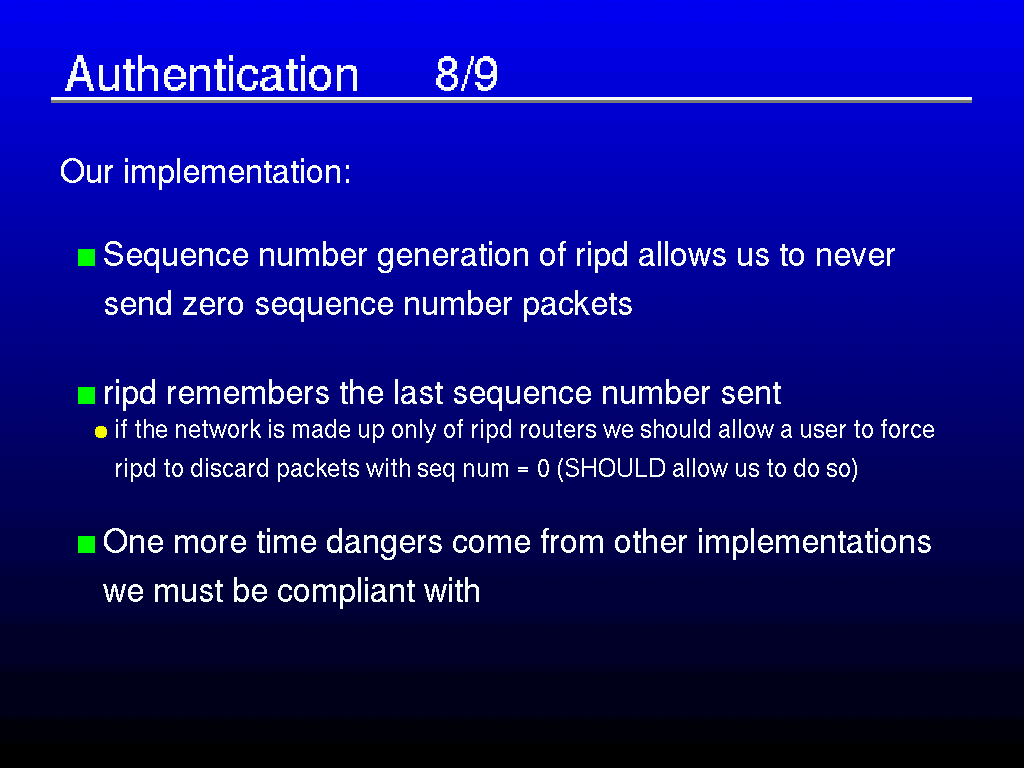 Authentication 8/9
Our implementation:
Sequence number generation of ripd allows us to never
send zero sequence number packets
ripd remembers the last sequence number sent
if the network is made up only of ripd routers we should allow a user to force
ripd to discard packets with seq num = 0 (SHOULD allow us to do so)
One more time dangers come from other implementations
we must be compliant with